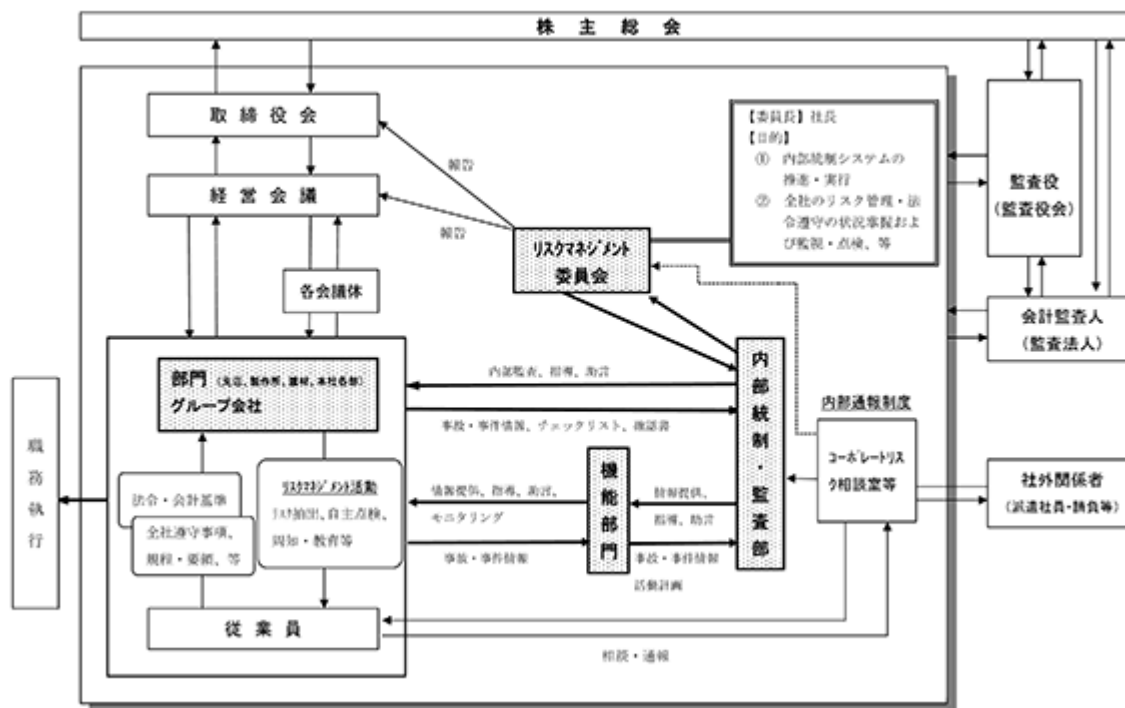 株主総会
取締役会
経営会議
各会議体
報告
報告
リスクマネジメント
委員会
【委員長】社長
【目的】
① 内部統制システムの
推進・実行
② 全社のリスク管理・法
令遵守の状況掌握およ
び監視・点検、等
監査役
(監査役会)
会計監査人
(監査法人)
部門(支店、製作所、建材、本社各部)
グループ会社
内部監査、指導、助言
事故・事件情報、チェックリスト、確認書
内部統制・監査部
内部通報制度
コーポレートリス
ク相談室等
社外関係者
(派遣社員・請負等)
職務執行
法令・会計基準
全社遵守事項、
規程・要領、等
リスクマネジメント活動
リスク抽出、自主点検、
周知・教育等
情報提供、指導、助言、
モニタリング
事故・事件情報
機能部門
情報提供、
指導、助言
事故・事件情報
活動計画
従業員
相談・通報